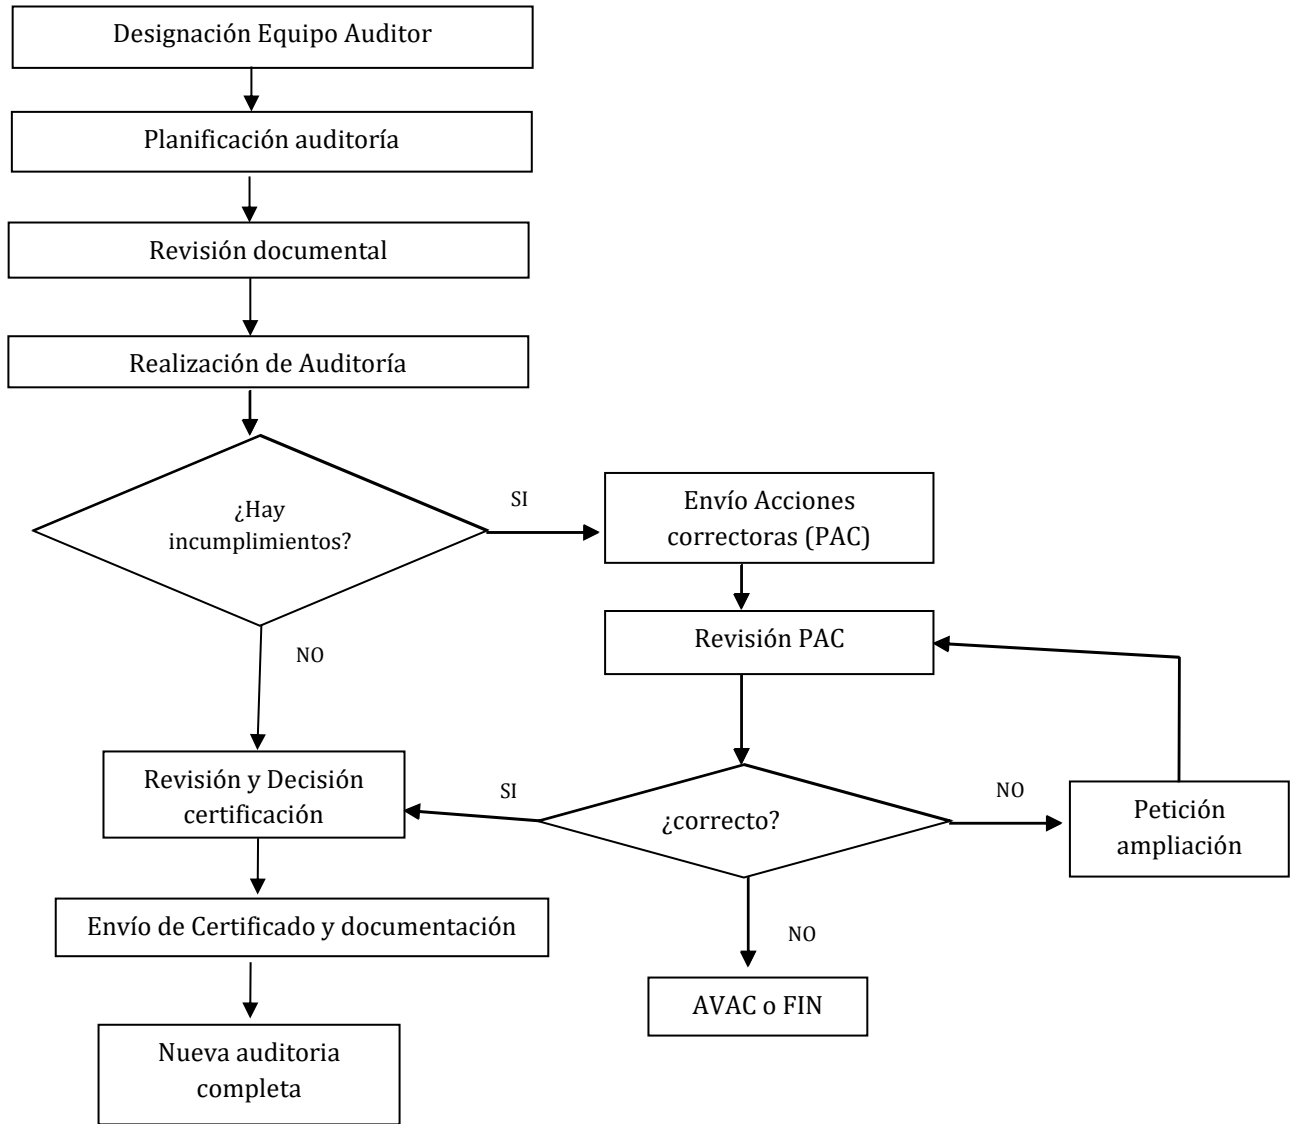 Designación Equipo Auditor
Planificación auditoría
Revisión documental
Realización de Auditoría
¿Hay
incumplimientos?
SI
Envío Acciones
correctoras (PAC)
Revisión PAC
NO
Revisión y Decisión
certificación
SI
¿correcto?
NO
Petición
ampliación
Envío de Certificado y documentación
NO
AVAC o FIN
Nueva auditoria
completa